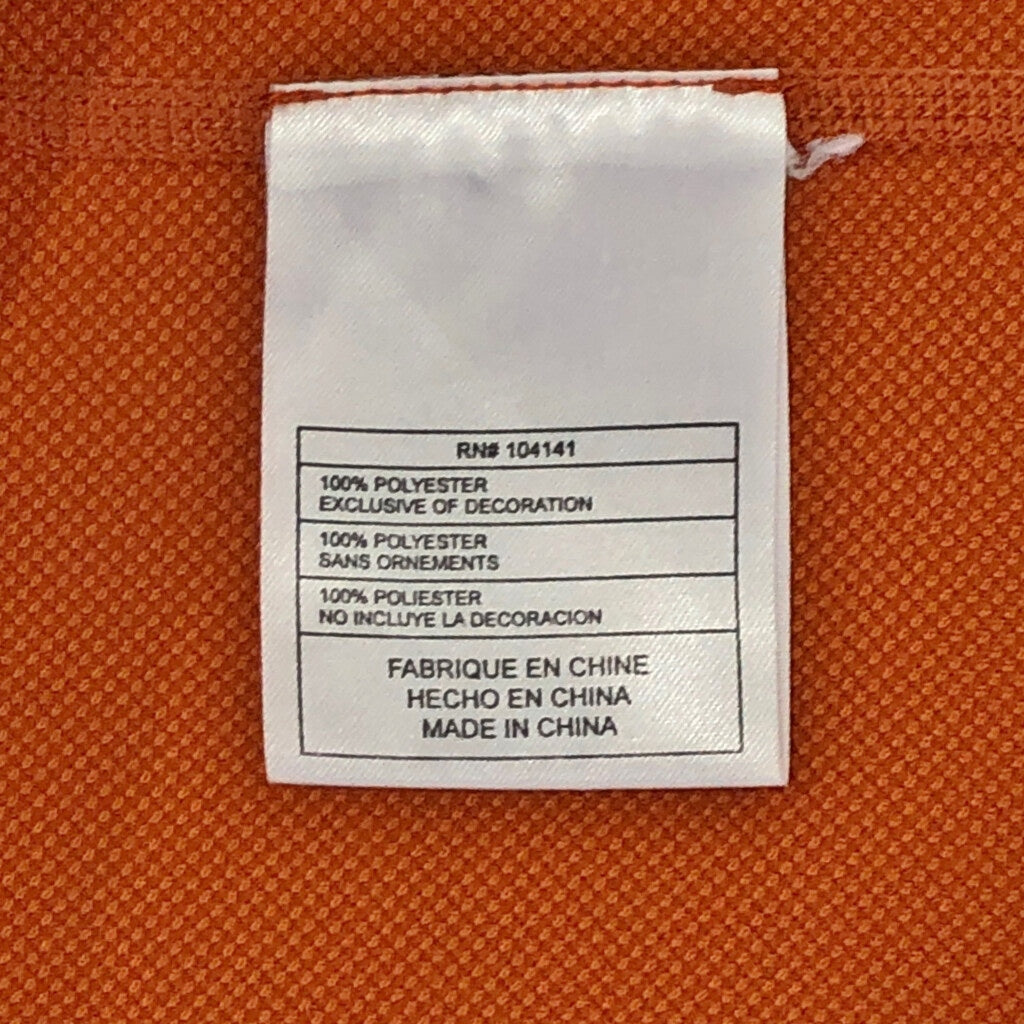 RN# 104141
100% POLYESTER
EXCLUSIVE OF DECORATION
100% POLYESTER
SANS ORNEMENTS
100% POLIESTER
NO INCLUYE LA DECORACION
FABRIQUE EN CHINE
HECHO EN CHINA
MADE IN CHINA